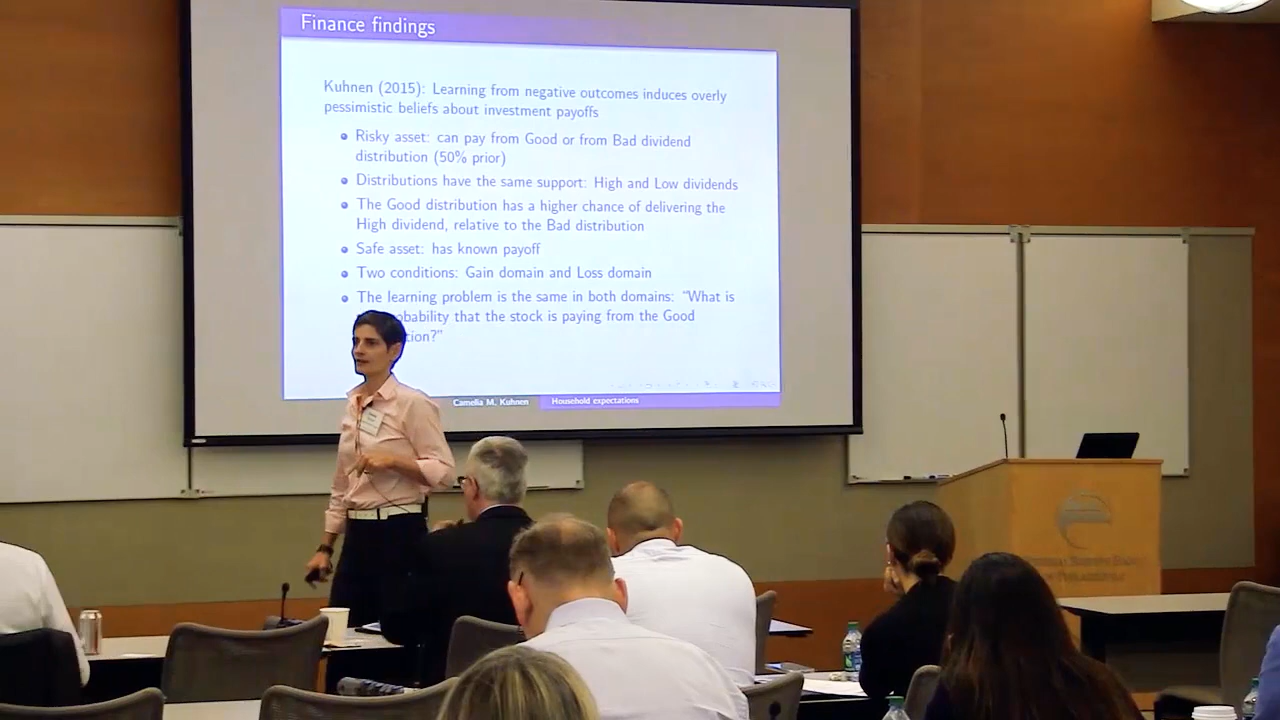 Finance findings
Kuhnen (2015): Learning from negative outcomes induces overly
pessimistic beliefs about investment payoffs
Risky asset: can pay from Good or from Bad dividend
distribution (50% prior)
Distributions have the same support: High and Low dividends
The Good distribution has a higher chance of delivering the
High dividend, relative to the Bad distribution
Safe asset: has known payoff
Two conditions: Gain domain and Loss domain
The learning problem is the same in both domains: "What is
that the stock is paying from the Good
Camelia M. Kuhnen
Household expectations